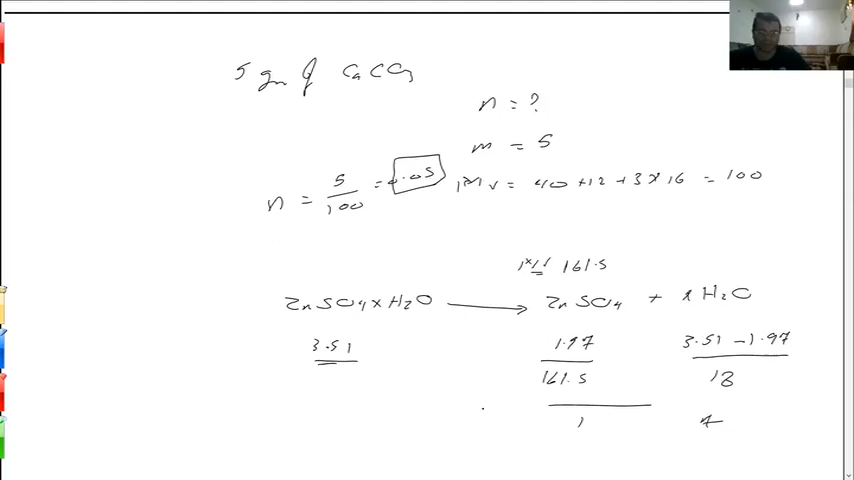 5 gm of CaCO3
n = ?
m = 5
n = 5/100 = 0.05
= 40 + 12 + 3 × 16 = 100
161.5
ZnSO4 x H2O → ZnSO4 + x H2O
3.51
1.97/161.5
3.51 - 1.97/18
1
7